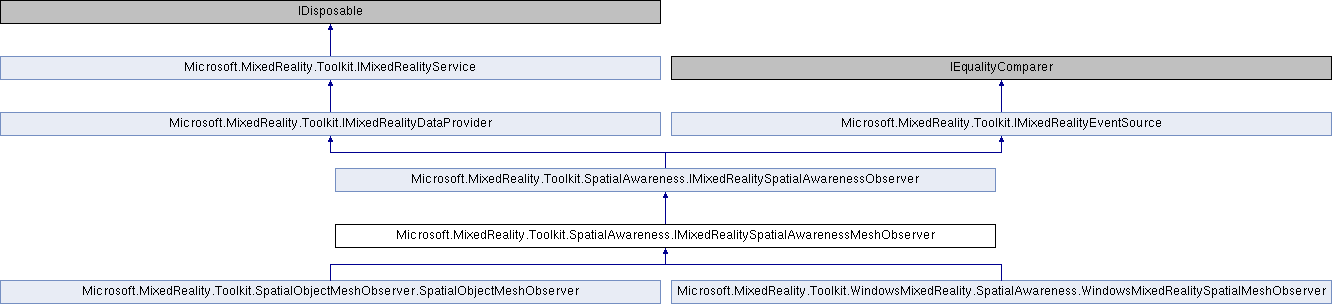 IDisposable
Microsoft.MixedReality.Toolkit.IMixedRealityService
IEqualityComparer
Microsoft.MixedReality.Toolkit.IMixedRealityDataProvider
Microsoft.MixedReality.Toolkit.IMixedRealityEventSource
Microsoft.MixedReality.Toolkit.SpatialAwareness.IMixedRealitySpatialAwarenessObserver
Microsoft.MixedReality.Toolkit.SpatialAwareness.IMixedRealitySpatialAwarenessMeshObserver
Microsoft.MixedReality.Toolkit.SpatialObjectMeshObserver.SpatialObjectMeshObserver
Microsoft.MixedReality.Toolkit.WindowsMixedReality.SpatialAwareness.WindowsMixedRealitySpatialMeshObserver